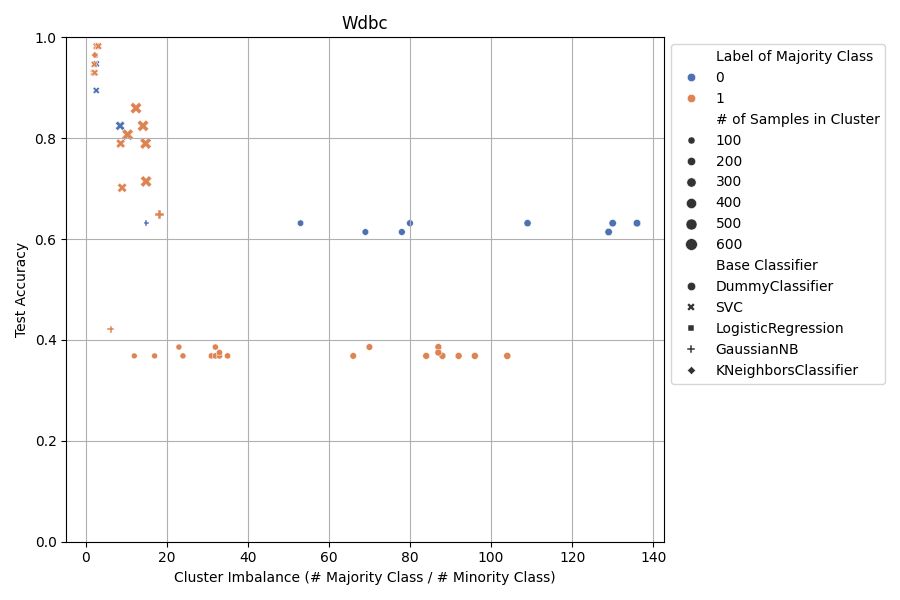 Wdbc
Test Accuracy
1.0
0.8
0.6
0.4
0.2
0.0
0
20
40
60
80
100
120
140
Cluster Imbalance (# Majority Class / # Minority Class)
Label of Majority Class
0
1
# of Samples in Cluster
100
200
300
400
500
600
Base Classifier
DummyClassifier
SVC
LogisticRegression
GaussianNB
KNeighborsClassifier